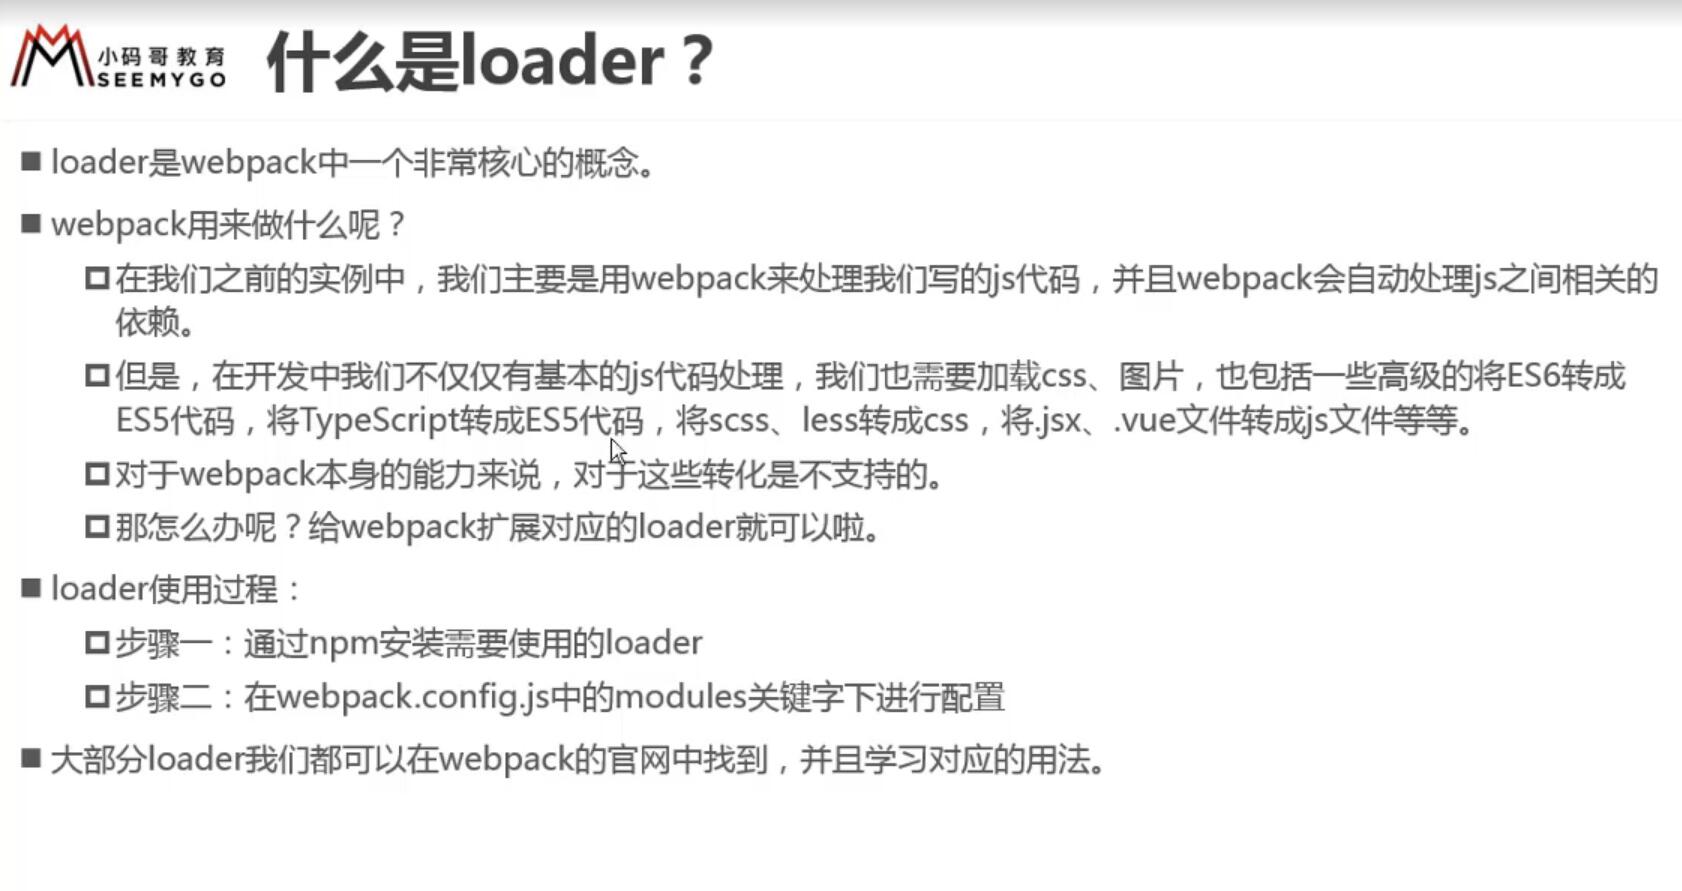 小码哥教育
SEEMYGO
什么是loader？
loader是webpack中一个非常核心的概念。
webpack用来做什么呢？
在我们之前的实例中，我们主要是用webpack来处理我们写的js代码，并且webpack会自动处理js之间相关的
依赖。
但是，在开发中我们不仅仅有基本的js代码处理，我们也需要加载css、图片，也包括一些高级的将ES6转成
ES5代码，将TypeScript转成ES5代码，将scss、less转成css，将.jsx、.vue文件转成js文件等等。
对于webpack本身的能力来说，对于这些转化是不支持的。
那怎么办呢？给webpack扩展对应的loader就可以啦。
loader使用过程：
步骤一：通过npm安装需要使用的loader
步骤二：在webpack.config.js中的modules关键字下进行配置
大部分loader我们都可以在webpack的官网中找到，并且学习对应的用法。